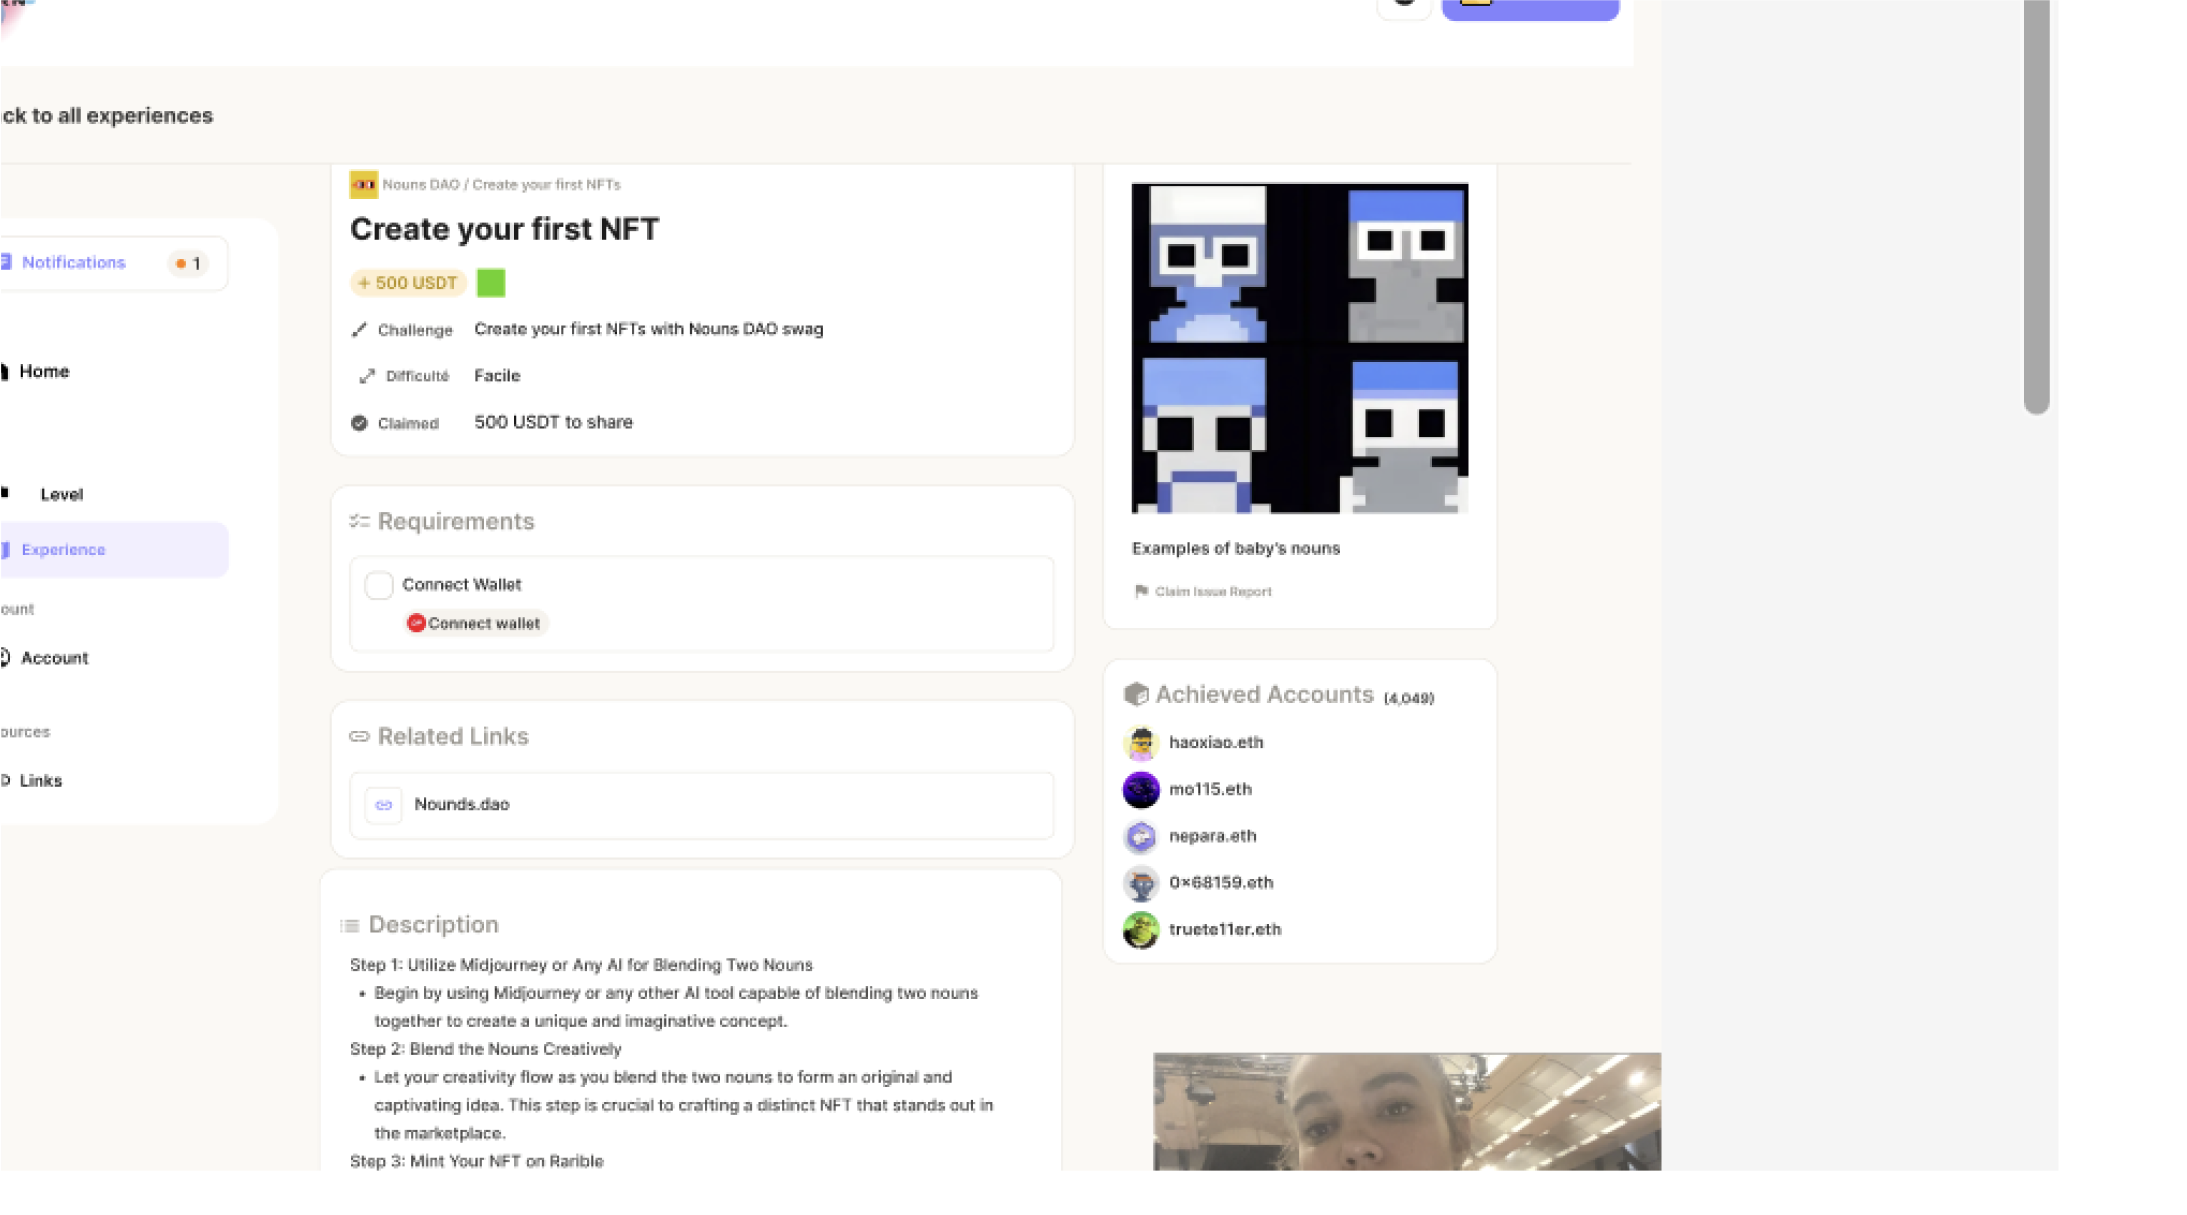 ck to all experiences
Notifications
1
Home
Level
Experience
ount
Account
ources
Links
Nouns DAO / Create your first NFTs
Create your first NFT
+ 500 USDT
Challenge Create your first NFTs with Nouns DAO swag
Difficulté Facile
Claimed 500 USDT to share
Requirements
Connect Wallet
Connect wallet
Related Links
Nounds.dao
Description
Step 1: Utilize Midjourney or Any AI for Blending Two Nouns
• Begin by using Midjourney or any other AI tool capable of blending two nouns
together to create a unique and imaginative concept.
Step 2: Blend the Nouns Creatively
• Let your creativity flow as you blend the two nouns to form an original and
captivating idea. This step is crucial to crafting a distinct NFT that stands out in
the marketplace.
Step 3: Mint Your NFT on Rarible
Examples of baby's nouns
Claim Issue Report
Achieved Accounts (4,049)
haoxiao.eth
mo115.eth
nepara.eth
0×68159.eth
truete11er.eth